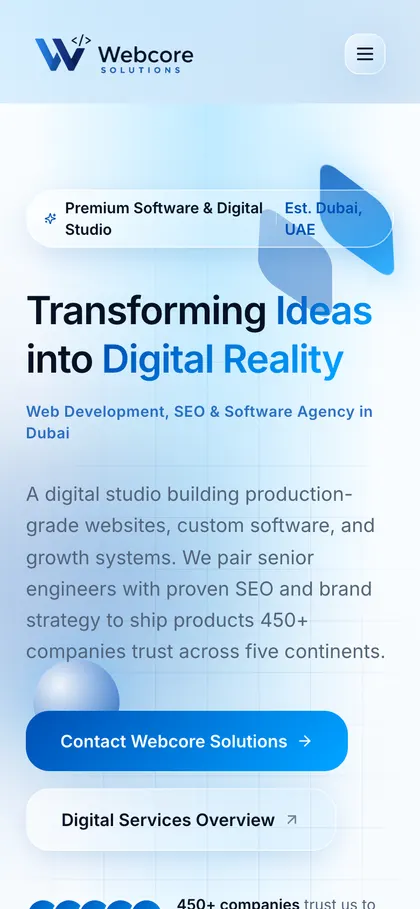 </>
Webcore
SOLUTIONS
Premium Software & Digital
Studio
Est. Dubai,
UAE
Transforming Ideas
into Digital Reality
Web Development, SEO & Software Agency in
Dubai
A digital studio building production-
grade websites, custom software, and
growth systems. We pair senior
engineers with proven SEO and brand
strategy to ship products 450+
companies trust across five continents.
Contact Webcore Solutions →
Digital Services Overview ↗
450+ companies trust us to